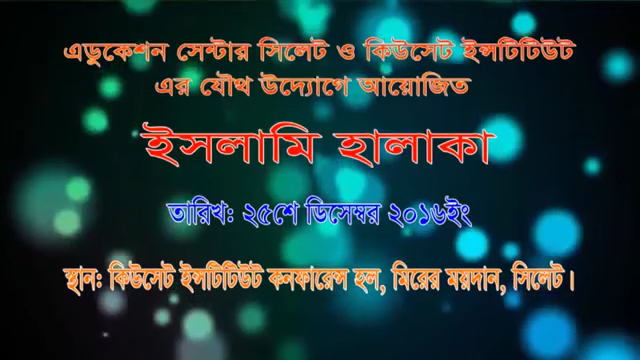 এডুকেশন সেন্টার সিলেট ও কিউসেট ইন্সটিটিউট
এর যৌথ উদ্যোগে আয়োজিত
ইসলামি হালাকা
তারিখ: ২৫শে ডিসেম্বর ২০১৬ইং
স্থান: কিউসেট ইন্সটিটিউট কনফারেন্স হল, মিরের ময়দান, সিলেট।